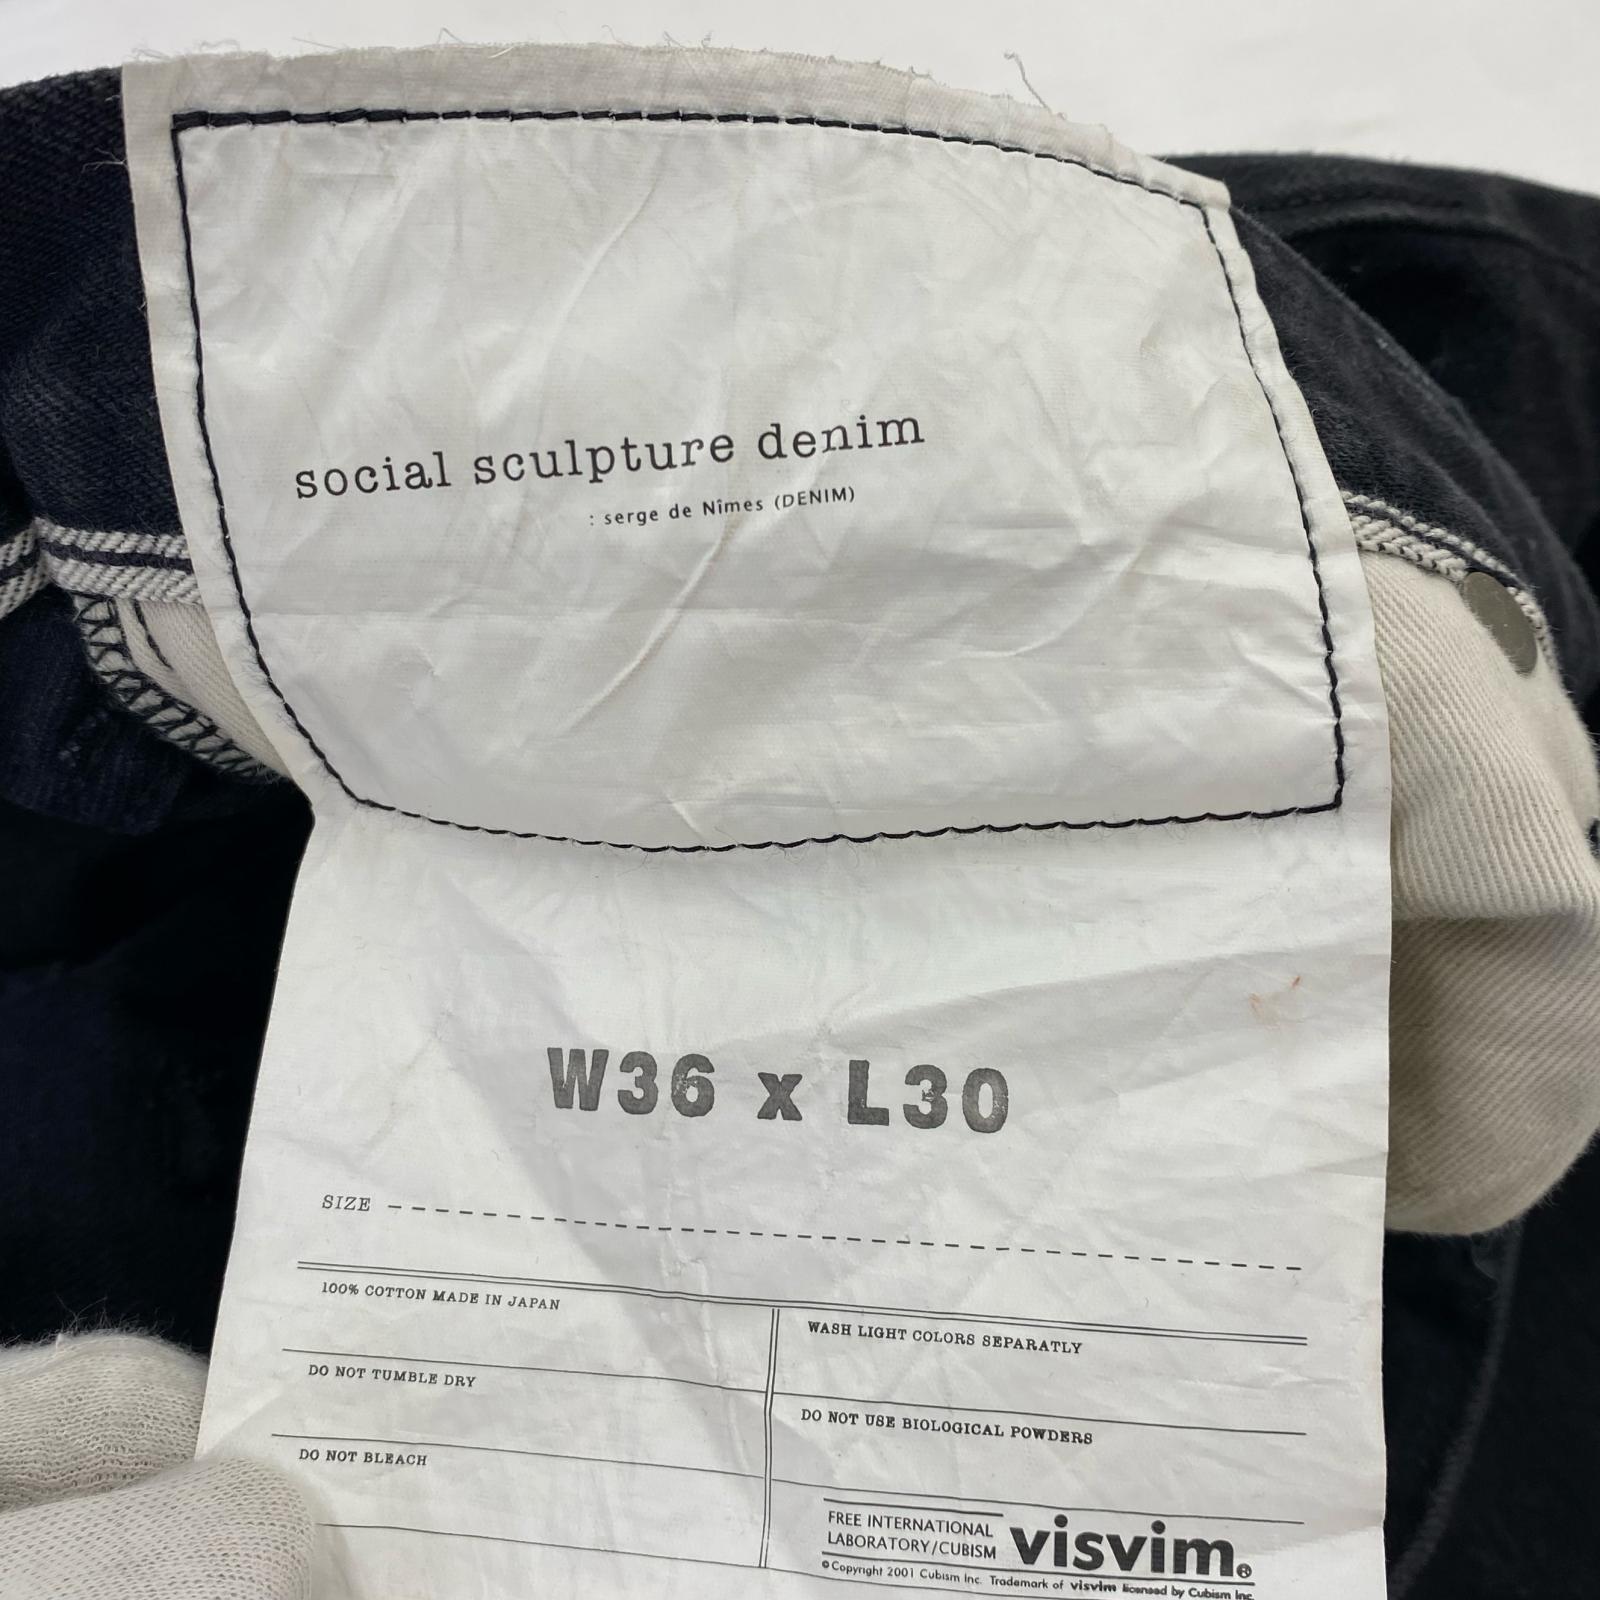 social sculpture denim
: serge de Nîmes (DENIM)
W36 x L30
SIZE
100% COTTON MADE IN JAPAN
WASH LIGHT COLORS SEPARATLY
DO NOT TUMBLE DRY
DO NOT USE BIOLOGICAL POWDERS
DO NOT BLEACH
FREE INTERNATIONAL
LABORATORY/CUBISM
visvim®
©Copyright 2001 Cubism Inc. Trademark of visvim licensed by Cubism Inc.